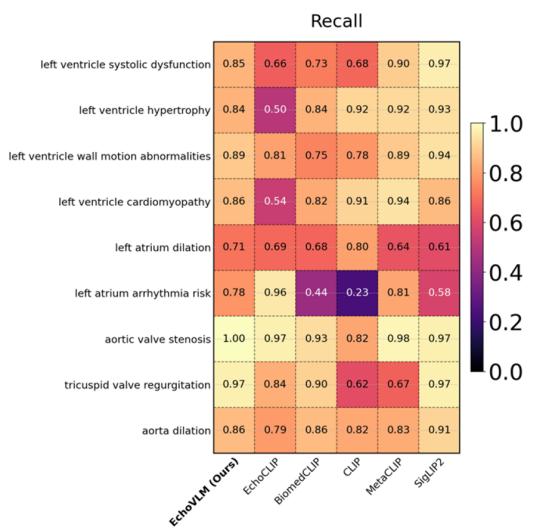 Recall
left ventricle systolic dysfunction 0.85 0.66 0.73 0.68 0.90 0.97
left ventricle hypertrophy 0.84 0.50 0.84 0.92 0.92 0.93
left ventricle wall motion abnormalities 0.89 0.81 0.75 0.78 0.89 0.94
left ventricle cardiomyopathy 0.86 0.54 0.82 0.91 0.94 0.86
left atrium dilation 0.71 0.69 0.68 0.80 0.64 0.61
left atrium arrhythmia risk 0.78 0.96 0.44 0.23 0.81 0.58
aortic valve stenosis 1.00 0.97 0.93 0.82 0.98 0.97
tricuspid valve regurgitation 0.97 0.84 0.90 0.62 0.67 0.97
aorta dilation 0.86 0.79 0.86 0.82 0.83 0.91
EchoVLM (Ours)
EchoCLIP
BiomedCLIP
CLIP
MetaCLIP
SigLIP2
1.0
0.8
0.6
0.4
0.2
0.0